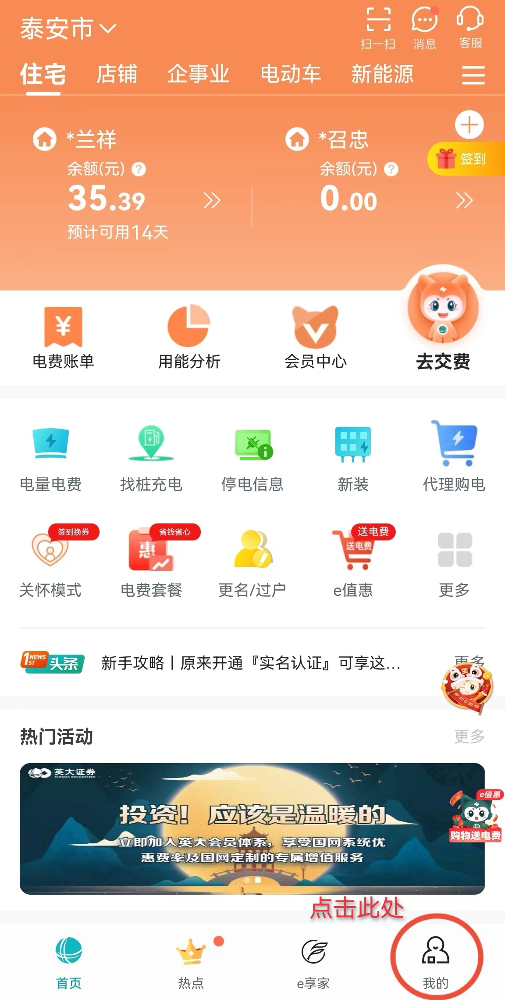 泰安市
扫一扫 消息 客服
住宅 店铺 企事业 电动车 新能源
*兰祥 *召忠
签到
余额(元) ? 余额(元) ?
35.39 0.00
预计可用14天
¥
电费账单 用能分析 会员中心 去交费
电量电费 找桩充电 停电信息 新装 代理购电
签到换券 省钱省心 送电费
惠 送电费
关怀模式 电费套餐 更名/过户 e值惠 更多
1ST NEWS 头条 新手攻略丨原来开通『实名认证』可享这... 更多
热门活动 更多
英大证券
YINGDA SECURITIES
投资！应该是温暖的
立即加入英大会员体系，享受国网系统优
惠费率及国网定制的专属增值服务
e值惠
购物送电费
点击此处
首页 热点 e享家 我的